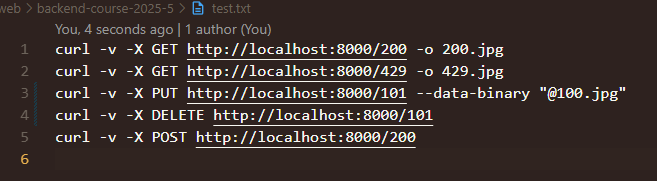 web > backend-course-2025-5 > test.txt
You, 4 seconds ago | 1 author (You)
1 curl -v -X GET http://localhost:8000/200 -o 200.jpg
2 curl -v -X GET http://localhost:8000/429 -o 429.jpg
3 curl -v -X PUT http://localhost:8000/101 --data-binary "@100.jpg"
4 curl -v -X DELETE http://localhost:8000/101
5 curl -v -X POST http://localhost:8000/200
6